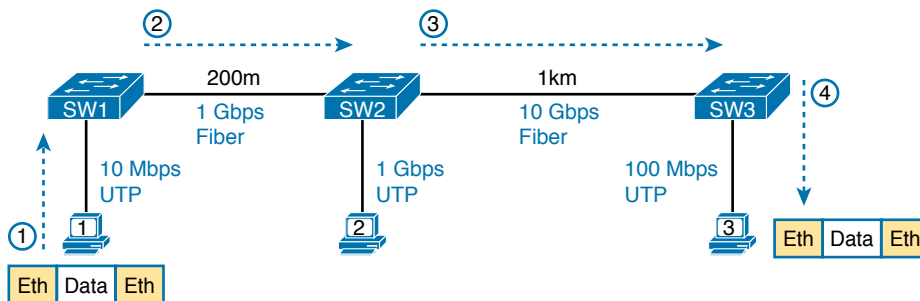 2
3
200m
1km
SW1
SW2
SW3
4
1 Gbps
Fiber
10 Gbps
Fiber
10 Mbps
UTP
1 Gbps
UTP
100 Mbps
UTP
1
1
2
3
Eth Data Eth
Eth Data Eth